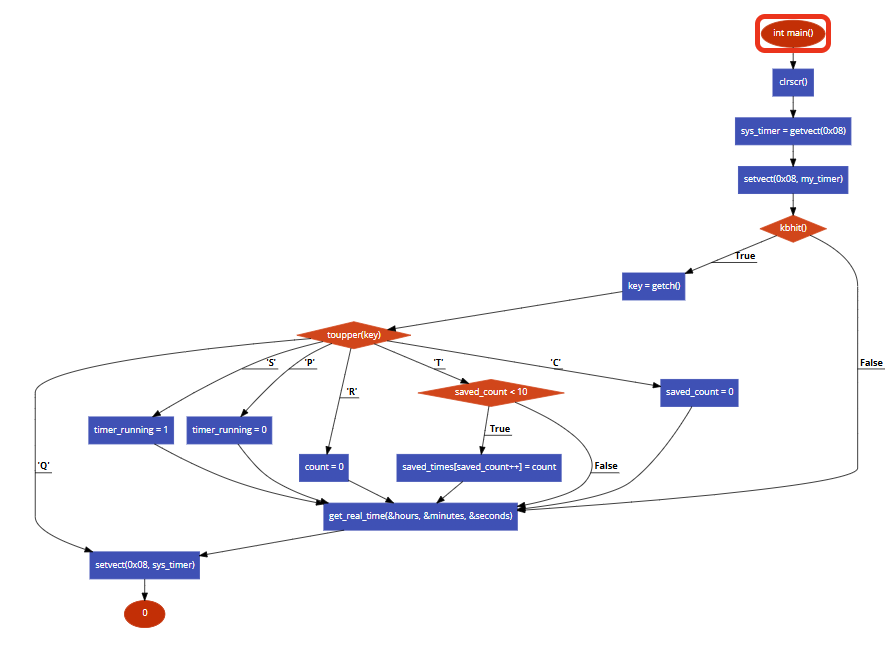 int main()
clrscr()
sys_timer = getvect(0x08)
setvect(0x08, my_timer)
kbhit()
True
key = getch()
toupper(key)
'S'
'P'
'T'
'C'
False
'R'
saved_count < 10
saved_count = 0
timer_running = 1
timer_running = 0
True
'Q'
count = 0
saved_times[saved_count++] = count
False
get_real_time(&hours, &minutes, &seconds)
setvect(0x08, sys_timer)
0